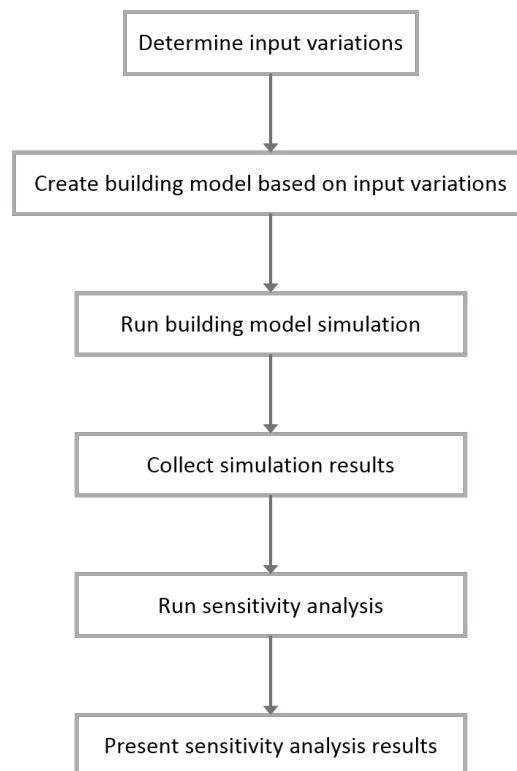 Determine input variations
Create building model based on input variations
Run building model simulation
Collect simulation results
Run sensitivity analysis
Present sensitivity analysis results